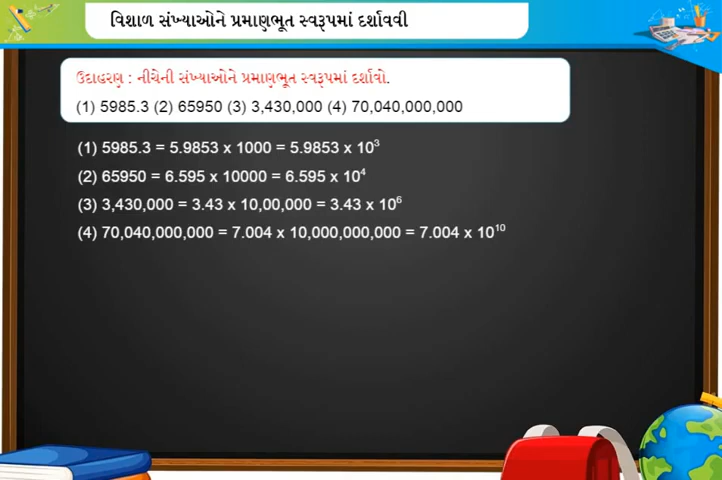 વિશાળ સંખ્યાઓને પ્રમાણભૂત સ્વરૂપમાં દર્શાવવી
ઉદાહરણ : નીચેની સંખ્યાઓને પ્રમાણભૂત સ્વરૂપમાં દર્શાવો.
(1) 5985.3 (2) 65950 (3) 3,430,000 (4) 70,040,000,000
(1) 5985.3 = 5.9853 x 1000 = 5.9853 x 10³
(2) 65950 = 6.595 x 10000 = 6.595 x 10⁴
(3) 3,430,000 = 3.43 x 10,00,000 = 3.43 x 10⁶
(4) 70,040,000,000 = 7.004 x 10,000,000,000 = 7.004 x 10¹⁰